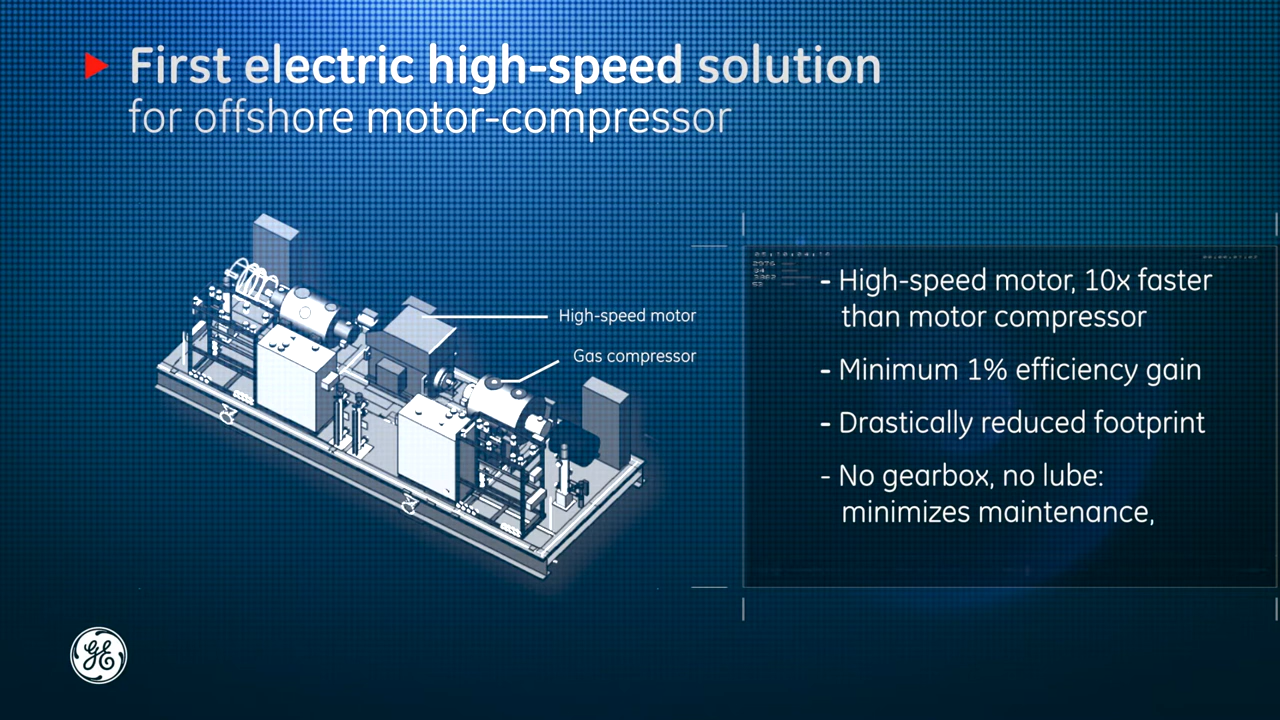 First electric high-speed solution
for offshore motor-compressor
High-speed motor
Gas compressor
- High-speed motor, 10x faster
than motor compressor
- Minimum 1% efficiency gain
- Drastically reduced footprint
- No gearbox, no lube:
minimizes maintenance,
GE